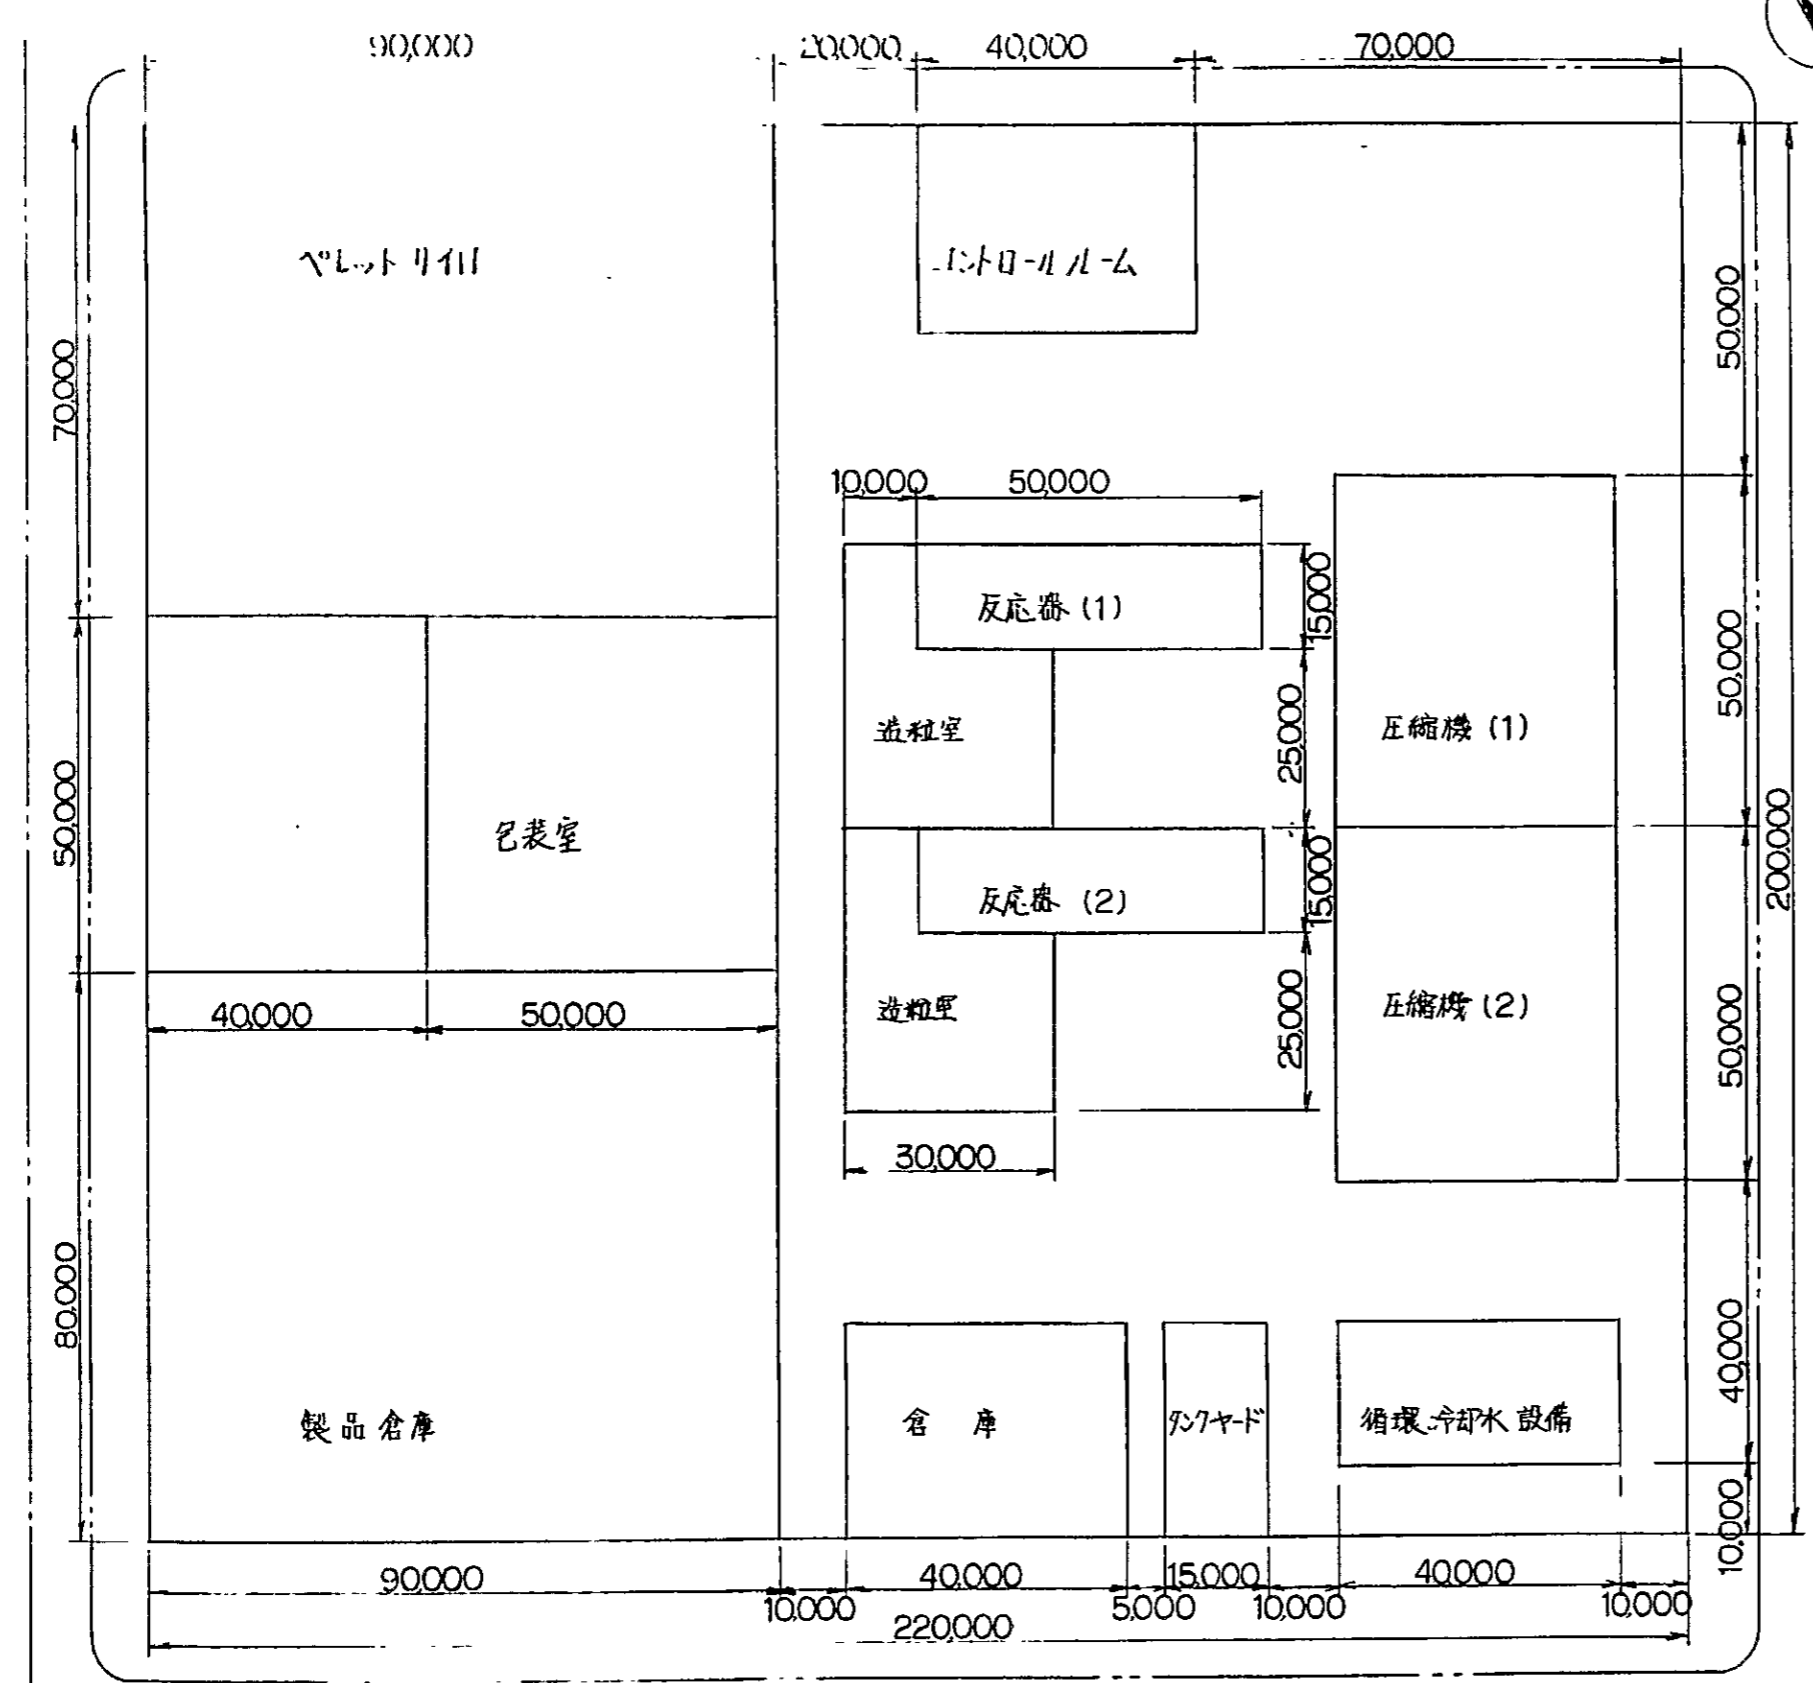 90,000 20,000 40,000 70,000
ペレットサイロ コントロールルーム
70,000
50,000
10,000 50,000
反応器 (1)
15,000
造粒室
25,000
圧縮機 (1)
50,000
50,000
包装室
反応器 (2)
15,000
200,000
40,000 50,000
造粒室
25,000
圧縮機 (2)
50,000
30,000
80,000
製品倉庫
倉庫
タンクヤード
循環冷却水設備
40,000
10,000
90,000 40,000 15,000 40,000
10,000 5,000 10,000 10,000
220,000